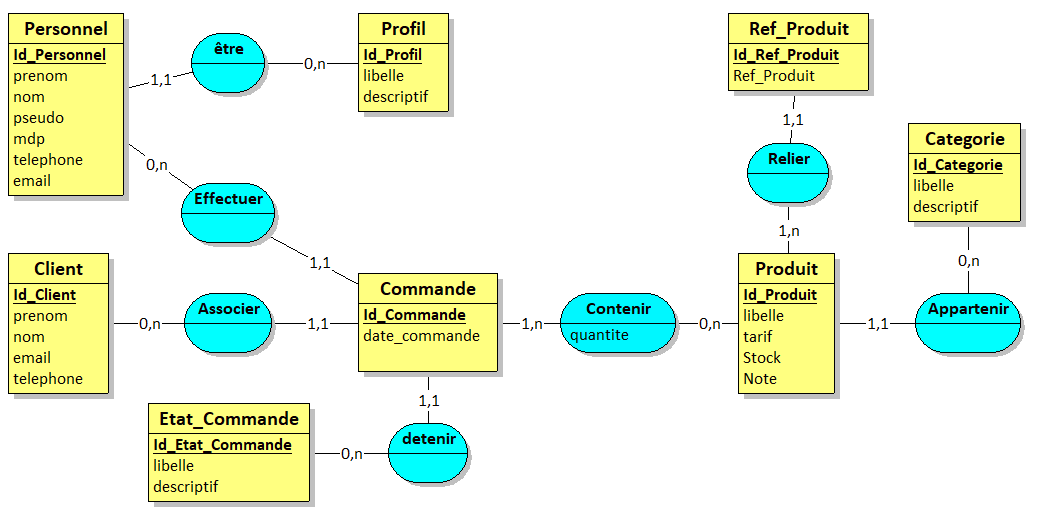 Personnel
Id_Personnel
prenom
nom
pseudo
mdp
telephone
email
1,1
être
0,n
Profil
Id_Profil
libelle
descriptif
0,n
Effectuer
1,1
Ref_Produit
Id_Ref_Produit
Ref_Produit
1,1
Relier
1,n
Categorie
Id_Categorie
libelle
descriptif
0,n
Client
Id_Client
prenom
nom
email
telephone
0,n
Associer
1,1
Commande
Id_Commande
date_commande
1,n
Contenir
quantite
0,n
Produit
Id_Produit
libelle
tarif
Stock
Note
1,1
Appartenir
1,1
detenir
0,n
Etat_Commande
Id_Etat_Commande
libelle
descriptif